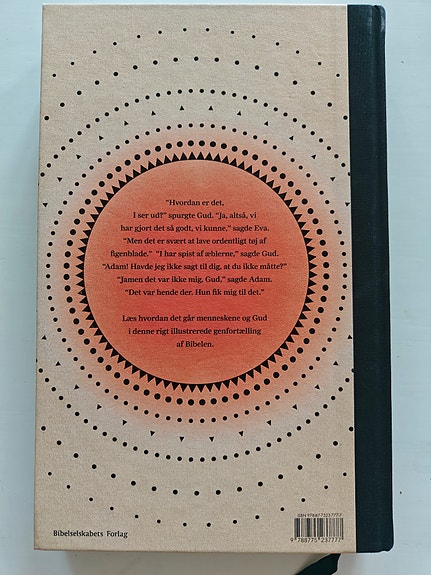 "Hvordan er det,
I ser ud?" spurgte Gud. "Ja, altså, vi
har gjort det så godt, vi kunne," sagde Eva.
"Men det er svært at lave ordentligt tøj af
figenblade." "I har spist af æblerne," sagde Gud.
"Adam! Havde jeg ikke sagt til dig, at du ikke måtte?"
"Jamen det var ikke mig, Gud," sagde Adam.
"Det var hende der. Hun fik mig til det."
Læs hvordan det går menneskene og Gud
i denne rigt illustrerede genfortælling
af Bibelen.
Bibelselskabets Forlag
9 788775 237777